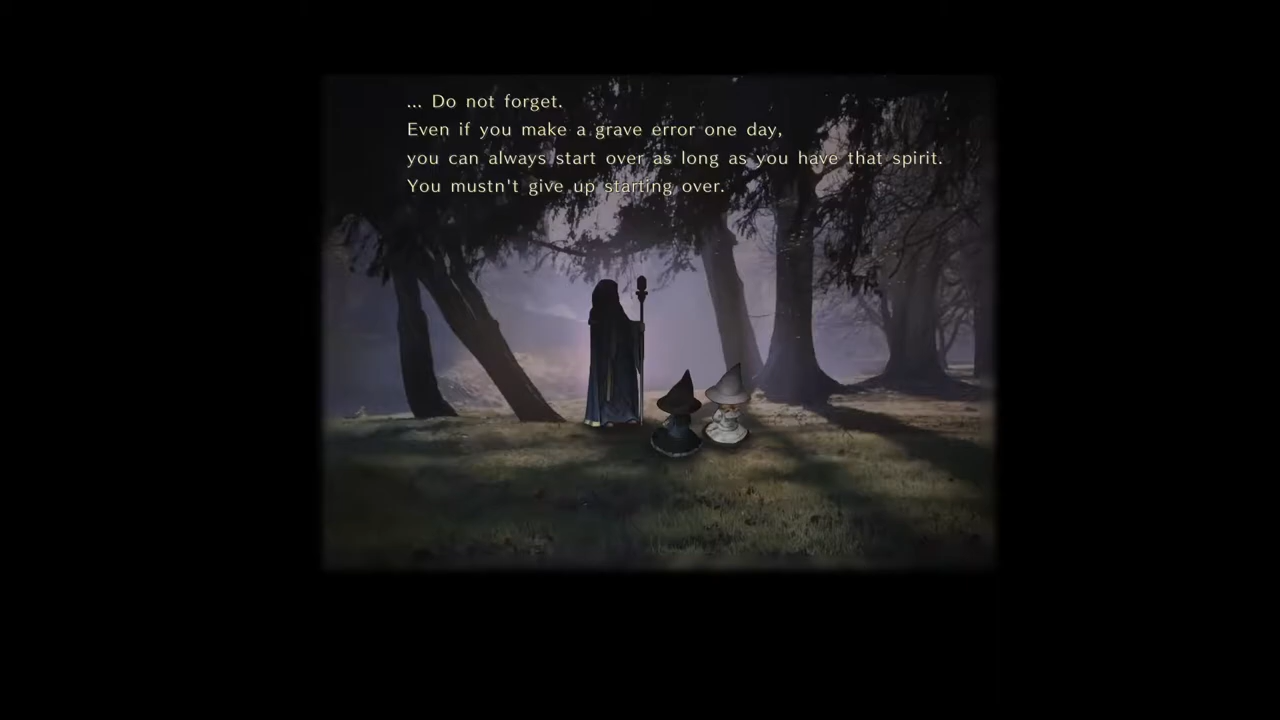 ... Do not forget.
Even if you make a grave error one day,
you can always start over as long as you have that spirit.
You mustn't give up starting over.